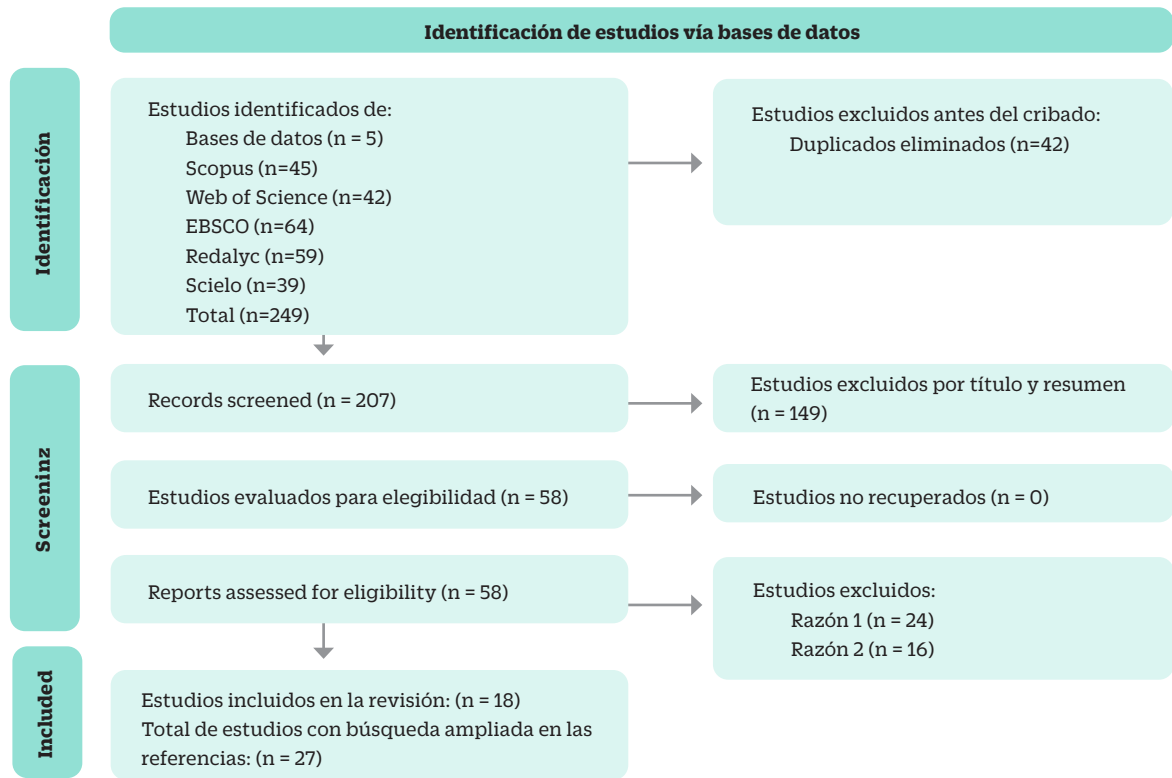 Identificación de estudios vía bases de datos
Identificación
Estudios identificados de:
Bases de datos (n = 5)
Scopus (n=45)
Web of Science (n=42)
EBSCO (n=64)
Redalyc (n=59)
Scielo (n=39)
Total (n=249)
Estudios excluidos antes del cribado:
Duplicados eliminados (n=42)
Screeninz
Records screened (n = 207)
Estudios excluidos por título y resumen
(n = 149)
Estudios evaluados para elegibilidad (n = 58)
Estudios no recuperados (n = 0)
Reports assessed for eligibility (n = 58)
Estudios excluidos:
Razón 1 (n = 24)
Razón 2 (n = 16)
Included
Estudios incluidos en la revisión: (n = 18)
Total de estudios con búsqueda ampliada en las
referencias: (n = 27)